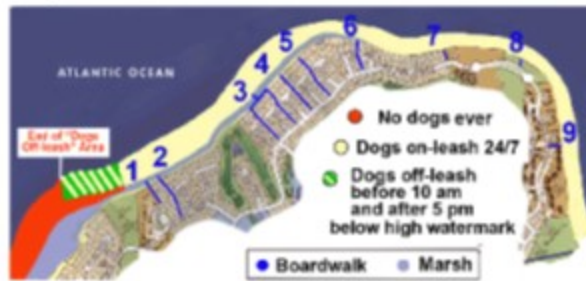 ATLANTIC OCEAN
End of "Dogs
Off-leash" Area
1
2
3
4
5
6
7
8
9
No dogs ever
Dogs on-leash 24/7
Dogs off-leash
before 10 am
and after 5 pm
below high watermark
Boardwalk
Marsh